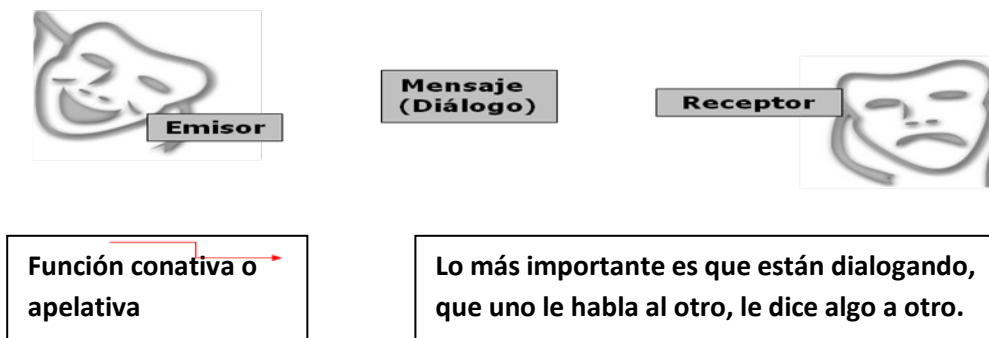 Emisor
Mensaje
(Diálogo)
Receptor
Función conativa o
apelativa
Lo más importante es que están dialogando,
que uno le habla al otro, le dice algo a otro.